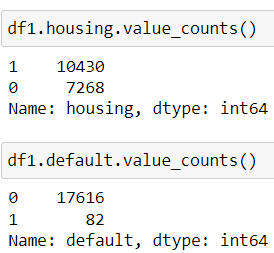 df1.housing.value_counts()
1    10430
0     7268
Name: housing, dtype: int64
df1.default.value_counts()
0    17616
1       82
Name: default, dtype: int64